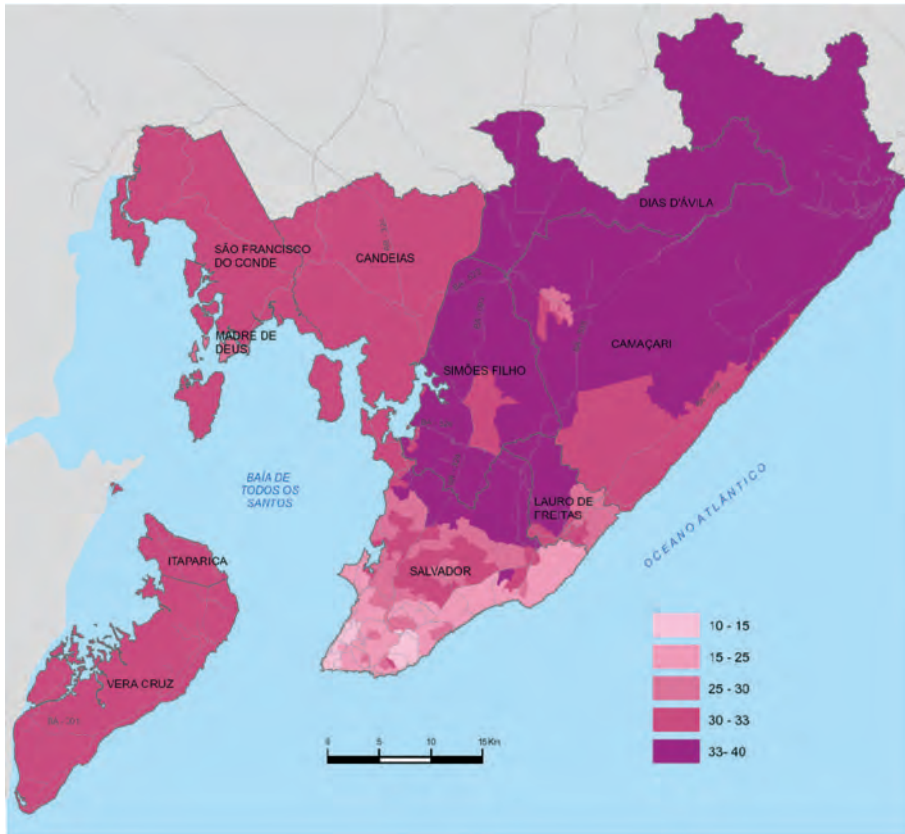 DIAS D'ÁVILA
SÃO FRANCISCO
DO CONDE
CANDEIAS
MADRE DE
DEUS
CAMAÇARI
SIMÕES FILHO
BAÍA DE
TODOS OS
SANTOS
LAURO DE
FREITAS
OCEANO ATLÂNTICO
ITAPARICA
SALVADOR
VERA CRUZ
10 - 15
15 - 25
25 - 30
30 - 33
33- 40
0 5 10 15 Km